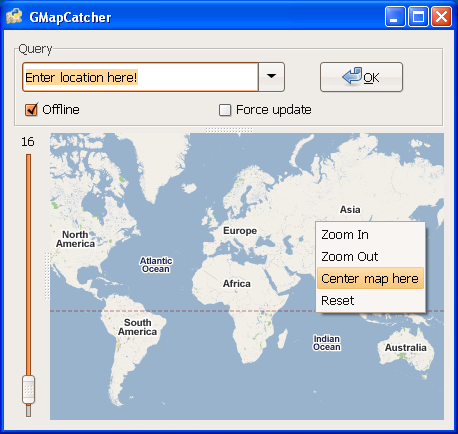 GMapCatcher
Query
Enter location here!
OK
Offline
Force update
16
Asia
North
America
Europe
Atlantic
Ocean
Africa
Zoom In
Zoom Out
Center map here
Reset
South
America
Indian
Ocean
Australia